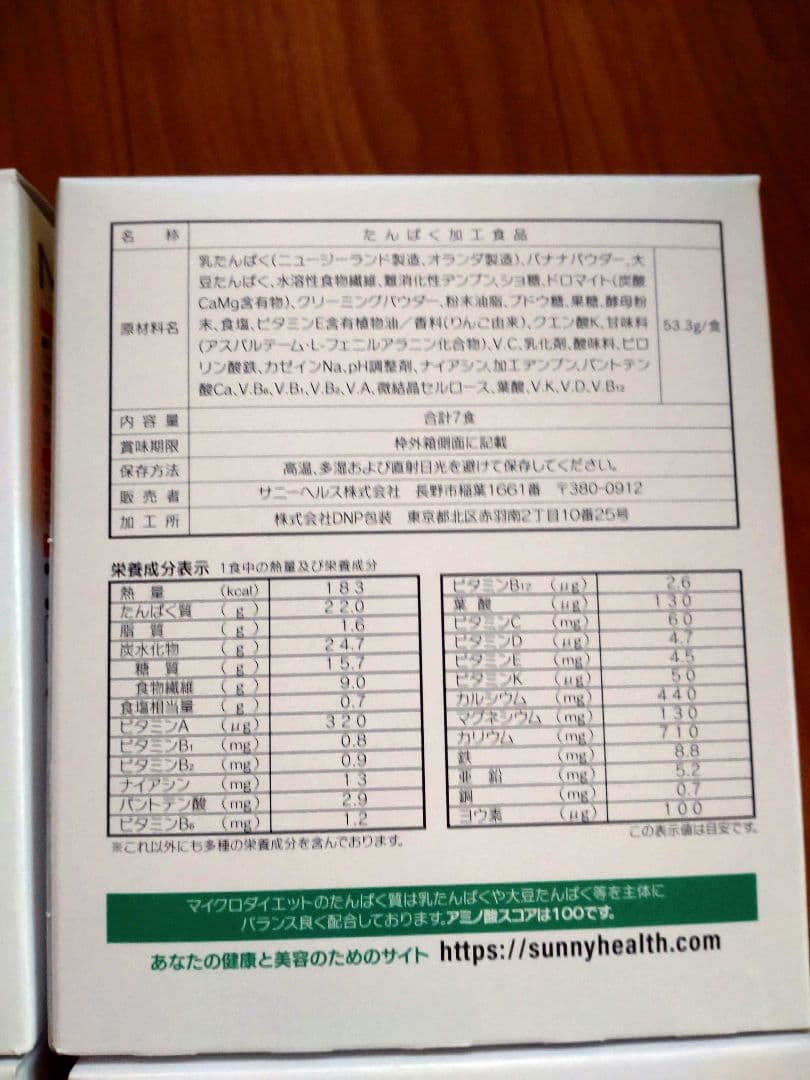 名称 たんぱく加工食品
原材料名
乳たんぱく(ニュージーランド製造、オランダ製造)、バナナパウダー、大
豆たんぱく、水溶性食物繊維、難消化性デンプン、ショ糖、ドロマイト(炭酸
CaMg含有物)、クリーミングパウダー、粉末油脂、ブドウ糖、果糖、酵母粉
末、食塩、ビタミンE含有植物油／香料(りんご由来)、クエン酸K、甘味料
(アスパルテーム・L-フェニルアラニン化合物)、V.C、乳化剤、酸味料、ピロ
リン酸鉄、カゼインNa、pH調整剤、ナイアシン、加工デンプン、パントテン
酸Ca、V.B₆、V.B₁、V.B₂、V.A、微結晶セルロース、葉酸、V.K、V.D、V.B₁₂
53.3g/食
内容量 合計7食
賞味期限 枠外箱側面に記載
保存方法 高温、多湿および直射日光を避けて保存してください。
販売者 サニーヘルス株式会社 長野市稲葉1661番 〒380-0912
加工所 株式会社DNP包装 東京都北区赤羽南2丁目10番25号
栄養成分表示 1食中の熱量及び栄養成分
熱量 (kcal) 183
たんぱく質 (g) 22.0
脂質 (g) 1.6
炭水化物 (g) 24.7
糖質 (g) 15.7
食物繊維 (g) 9.0
食塩相当量 (g) 0.7
ビタミンA (μg) 320
ビタミンB₁ (mg) 0.8
ビタミンB₂ (mg) 0.9
ナイアシン (mg) 13
パントテン酸 (mg) 2.9
ビタミンB₆ (mg) 1.2
ビタミンB₁₂ (μg) 2.6
葉酸 (μg) 130
ビタミンC (mg) 60
ビタミンD (μg) 4.7
ビタミンE (mg) 4.5
ビタミンK (μg) 50
カルシウム (mg) 440
マグネシウム (mg) 130
カリウム (mg) 710
鉄 (mg) 8.8
亜鉛 (mg) 5.2
銅 (mg) 0.7
ヨウ素 (μg) 100
※これ以外にも多種の栄養成分を含んでおります。
この表示値は目安です。
マイクロダイエットのたんぱく質は乳たんぱくや大豆たんぱく等を主体に
バランス良く配合しております。アミノ酸スコアは100です。
あなたの健康と美容のためのサイト https://sunnyhealth.com